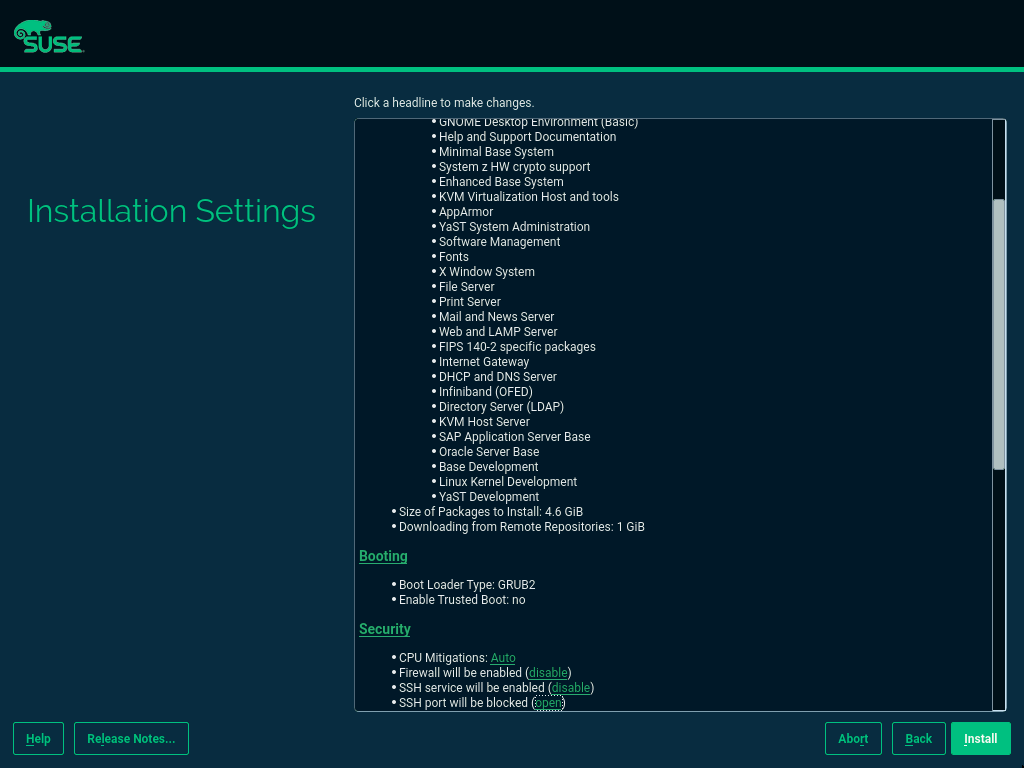 SUSE
Click a headline to make changes.
Installation Settings
• GNOME Desktop Environment (Basic)
• Help and Support Documentation
• Minimal Base System
• System z HW crypto support
• Enhanced Base System
• KVM Virtualization Host and tools
• AppArmor
• YaST System Administration
• Software Management
• Fonts
• X Window System
• File Server
• Print Server
• Mail and News Server
• Web and LAMP Server
• FIPS 140-2 specific packages
• Internet Gateway
• DHCP and DNS Server
• Infiniband (OFED)
• Directory Server (LDAP)
• KVM Host Server
• SAP Application Server Base
• Oracle Server Base
• Base Development
• Linux Kernel Development
• YaST Development
• Size of Packages to Install: 4.6 GiB
• Downloading from Remote Repositories: 1 GiB
Booting
• Boot Loader Type: GRUB2
• Enable Trusted Boot: no
Security
• CPU Mitigations: Auto
• Firewall will be enabled (disable)
• SSH service will be enabled (disable)
• SSH port will be blocked (open)
Help Release Notes... Abort Back Install